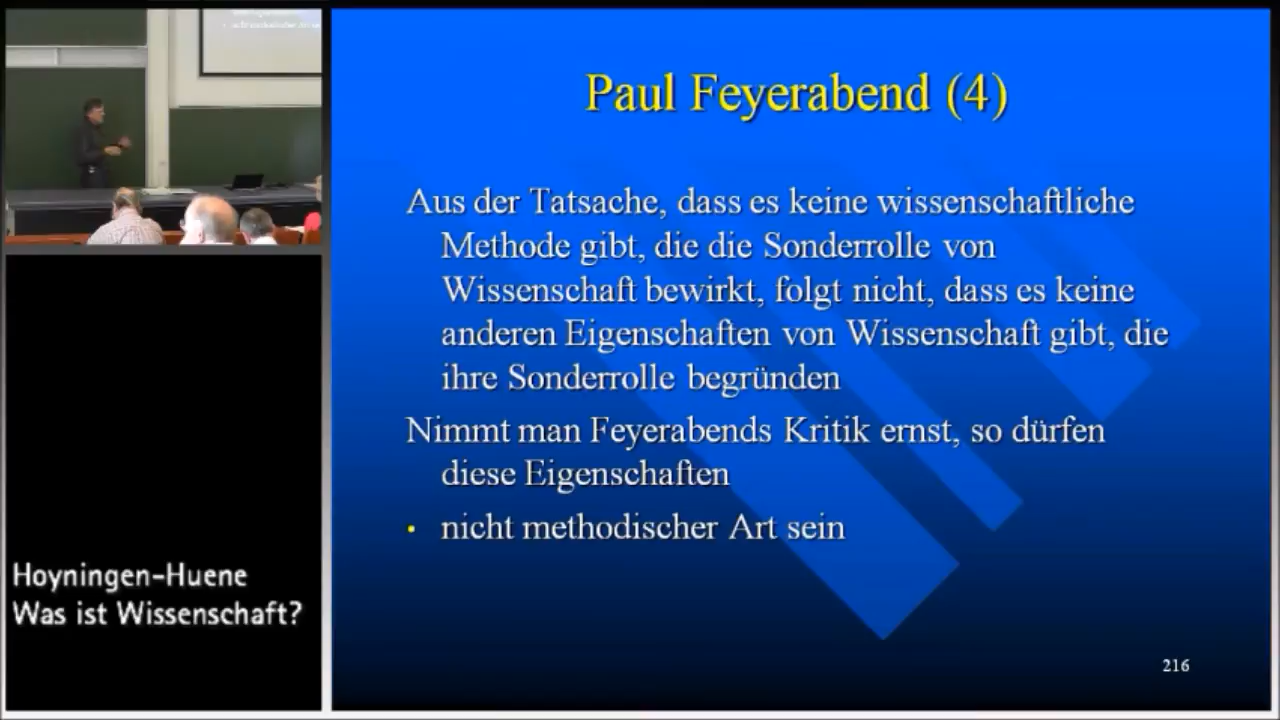 Paul Feyerabend (4)
Aus der Tatsache, dass es keine wissenschaftliche
Methode gibt, die die Sonderrolle von
Wissenschaft bewirkt, folgt nicht, dass es keine
anderen Eigenschaften von Wissenschaft gibt, die
ihre Sonderrolle begründen
Nimmt man Feyerabends Kritik ernst, so dürfen
diese Eigenschaften
• nicht methodischer Art sein
216
Hoyningen-Huene
Was ist Wissenschaft?